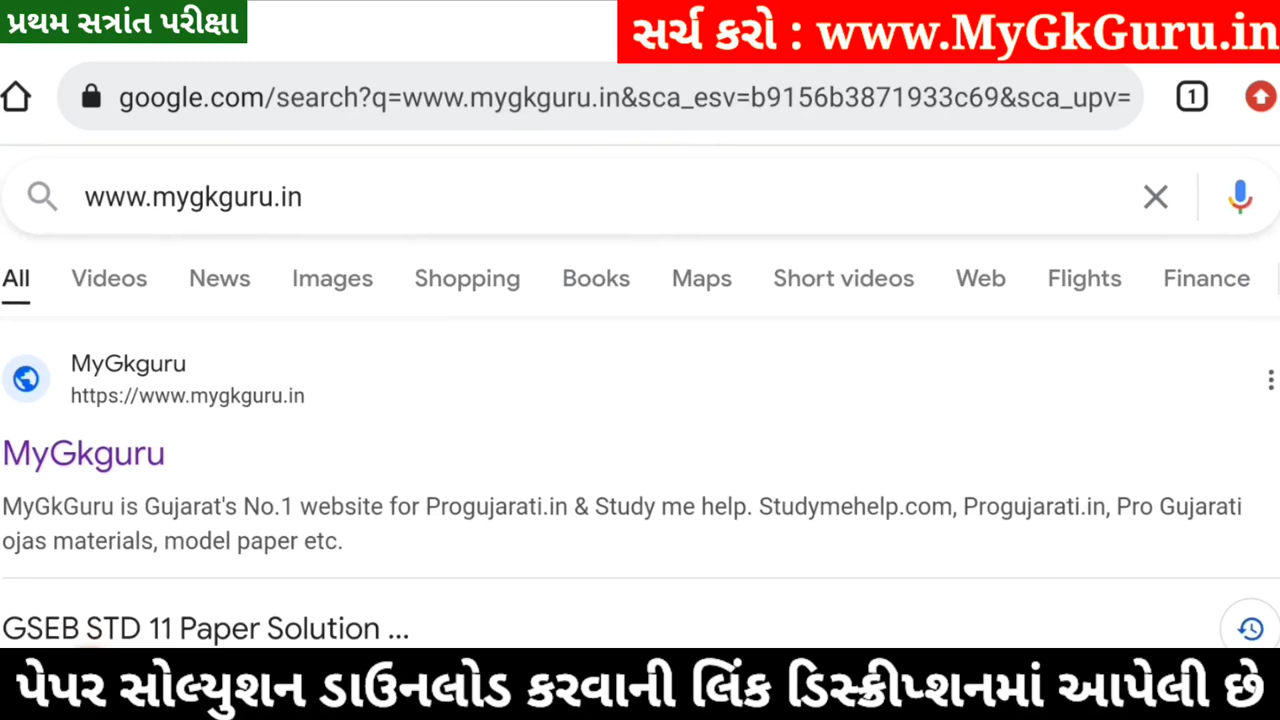 પ્રથમ સત્રાંત પરીક્ષા
સર્ચ કરો : www.MyGkGuru.in
google.com/search?q=www.mygkguru.in&sca_esv=b9156b3871933c69&sca_upv=
1
www.mygkguru.in
All Videos News Images Shopping Books Maps Short videos Web Flights Finance
MyGkguru
https://www.mygkguru.in
MyGkguru
MyGkGuru is Gujarat's No.1 website for Progujarati.in & Study me help. Studymehelp.com, Progujarati.in, Pro Gujarati
ojas materials, model paper etc.
GSEB STD 11 Paper Solution ...
પેપર સોલ્યુશન ડાઉનલોડ કરવાની લિંક ડિસ્ક્રીપ્શનમાં આપેલી છે